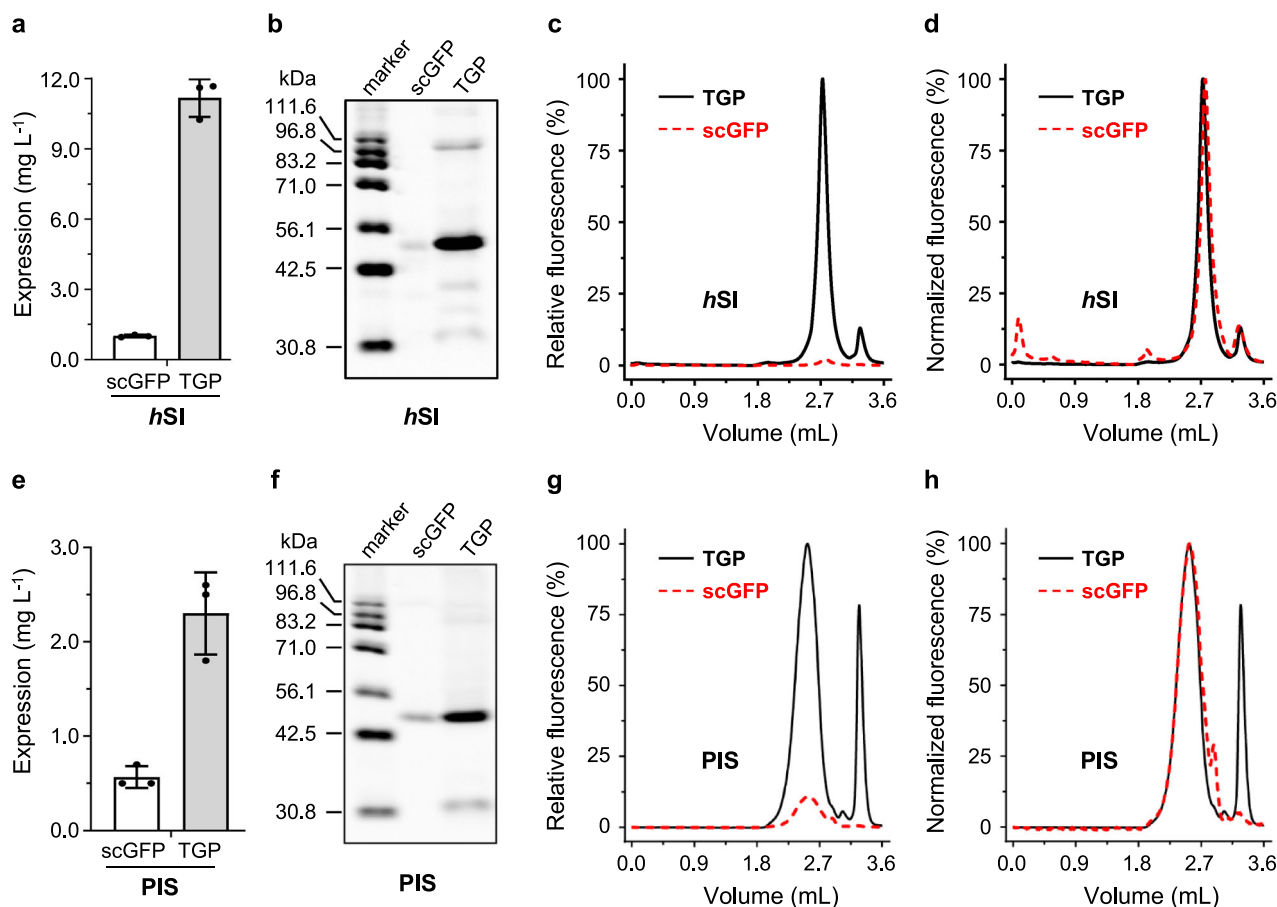 a
Expression (mg L⁻¹)
12.0
9.0
6.0
3.0
0.0
scGFP TGP
hSI
b
kDa
marker
scGFP
TGP
111.6
96.8
83.2
71.0
56.1
42.5
30.8
hSI
c
Relative fluorescence (%)
100
75
50
25
0
TGP
scGFP
hSI
0.0 0.9 1.8 2.7 3.6
Volume (mL)
d
Normalized fluorescence (%)
100
75
50
25
0
TGP
scGFP
hSI
0.0 0.9 1.8 2.7 3.6
Volume (mL)
e
Expression (mg L⁻¹)
3.0
2.0
1.0
0.0
scGFP TGP
PIS
f
kDa
marker
scGFP
TGP
111.6
96.8
83.2
71.0
56.1
42.5
30.8
PIS
g
Relative fluorescence (%)
100
75
50
25
0
TGP
scGFP
PIS
0.0 0.9 1.8 2.7 3.6
Volume (mL)
h
Normalized fluorescence (%)
100
75
50
25
0
TGP
scGFP
PIS
0.0 0.9 1.8 2.7 3.6
Volume (mL)